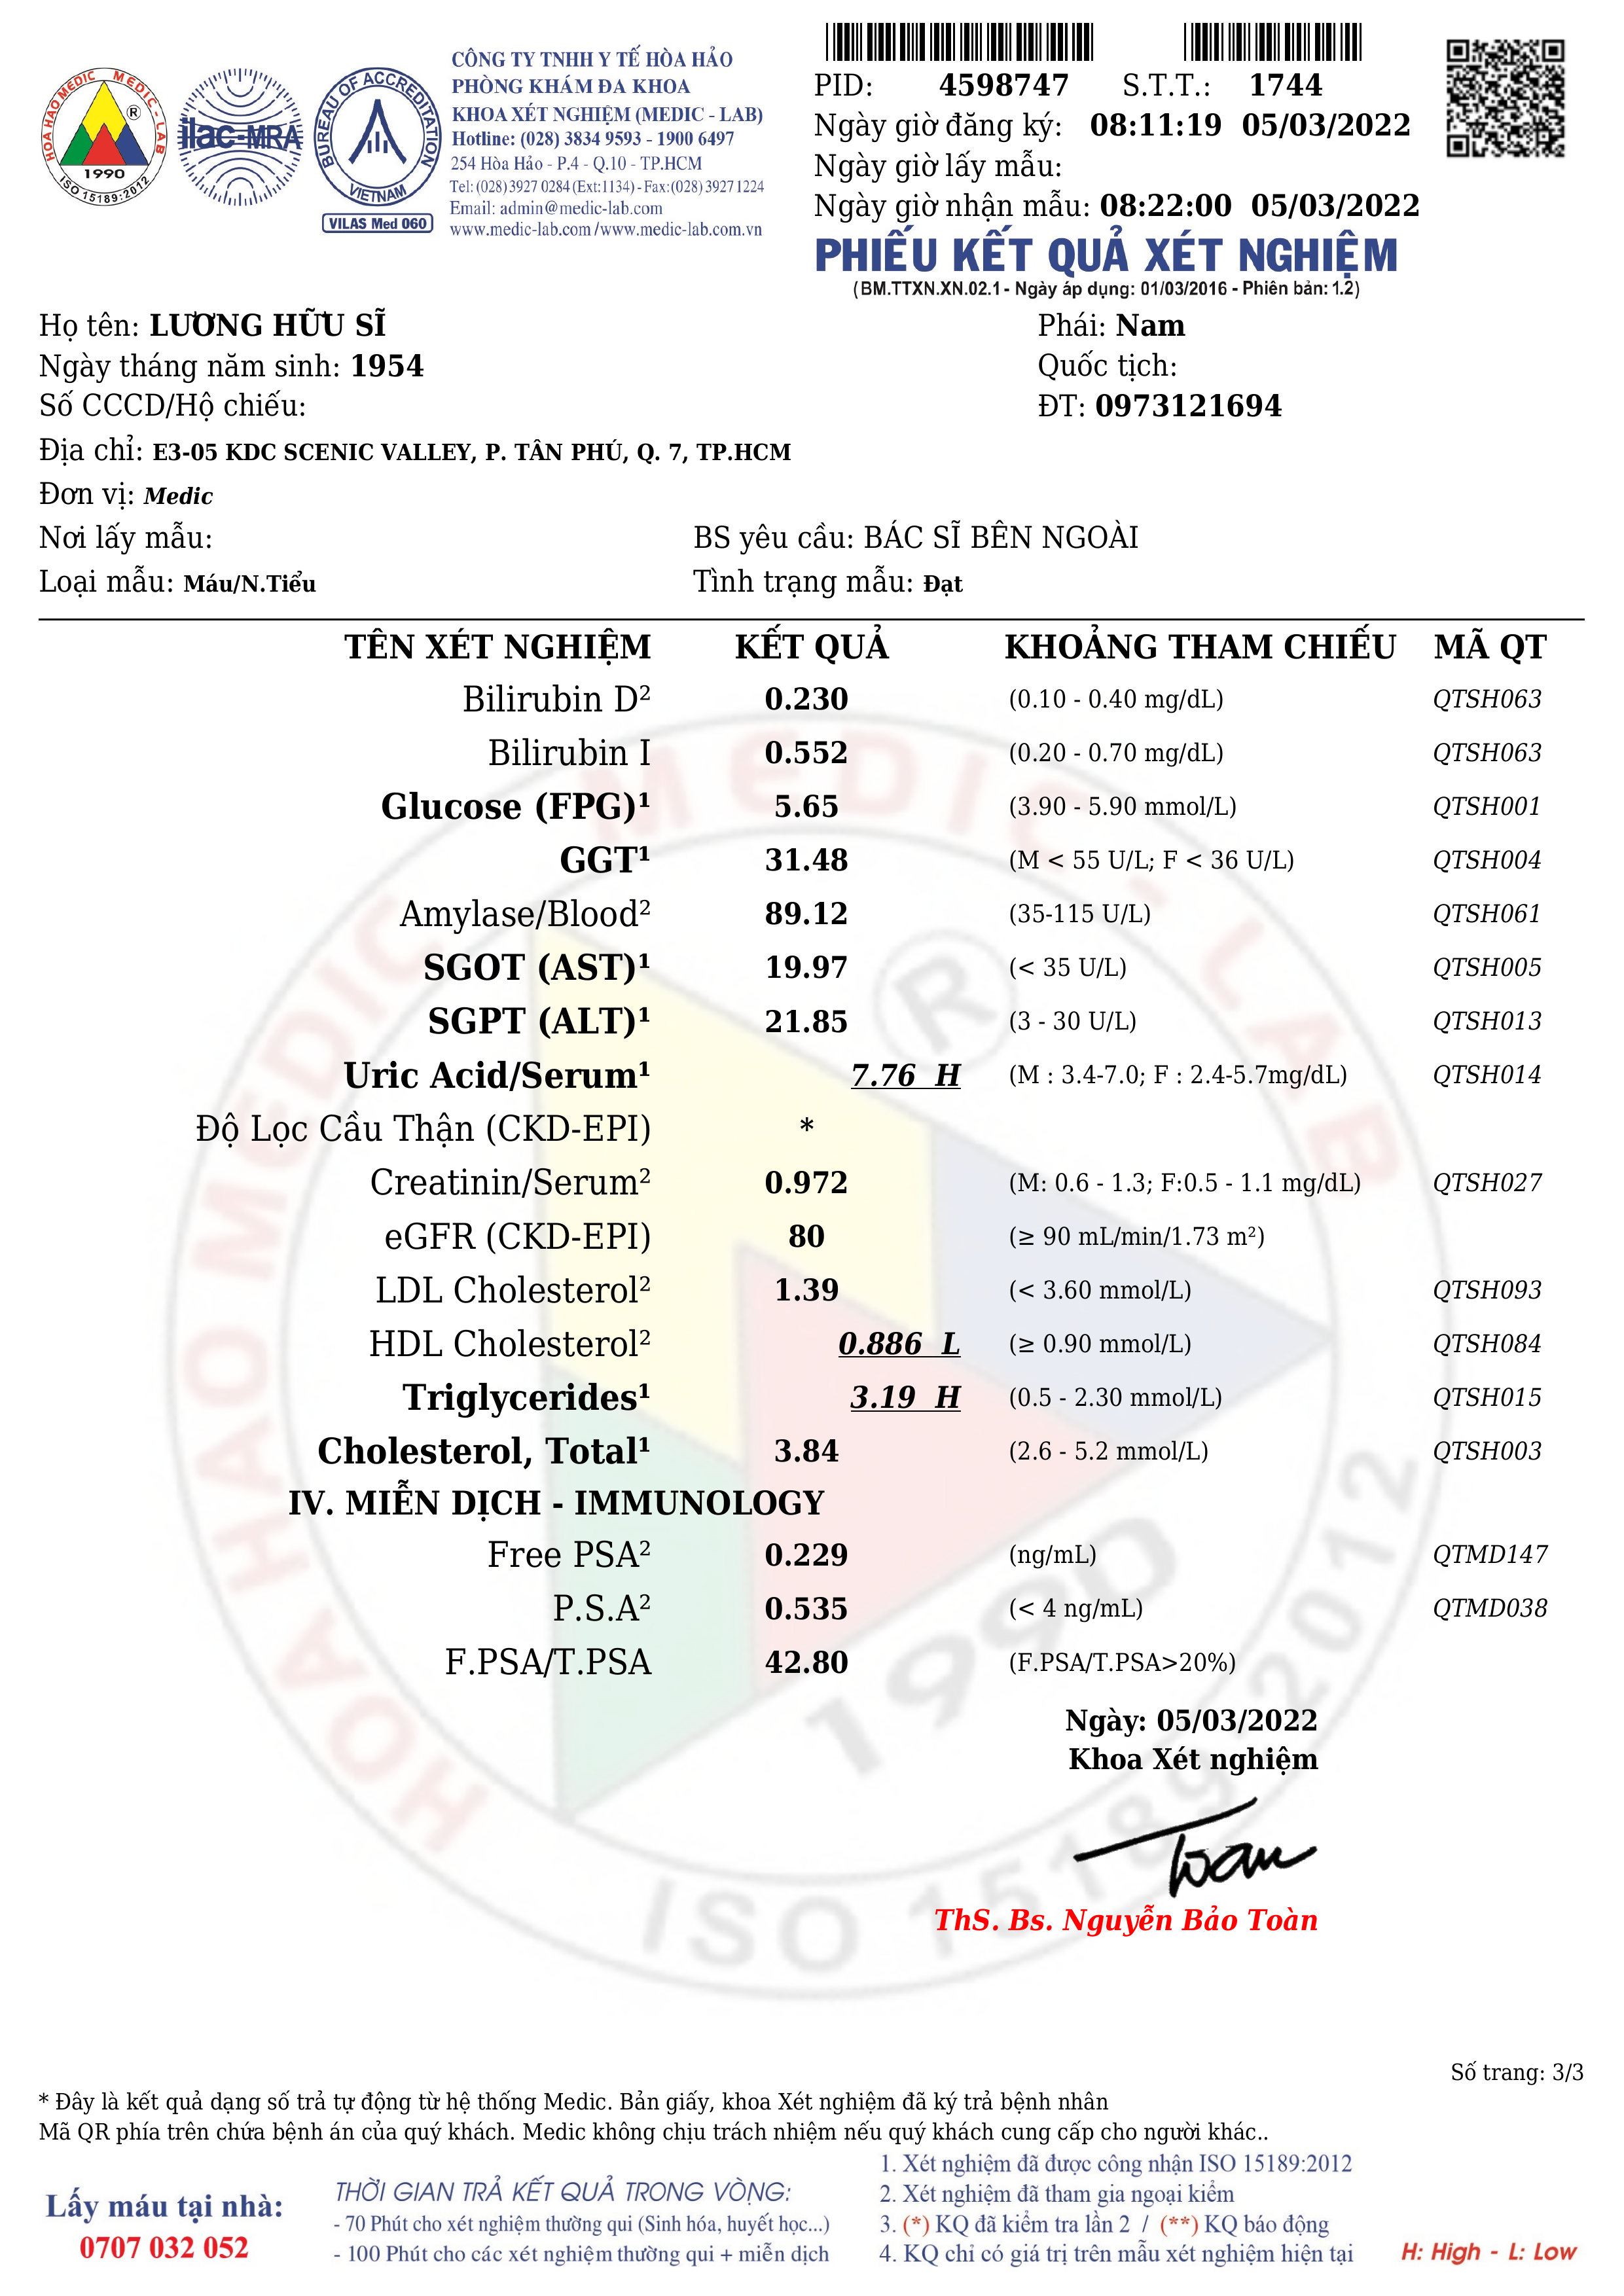 HOA HAO MEDIC MEDIC - LAB
®
1990
ISO 15189:2012
ilac-MRA
BUREAU OF ACCREDITATION
VIETNAM
VILAS Med 060
CÔNG TY TNHH Y TẾ HÒA HẢO
PHÒNG KHÁM ĐA KHOA
KHOA XÉT NGHIỆM (MEDIC - LAB)
Hotline: (028) 3834 9593 - 1900 6497
254 Hòa Hảo - P.4 - Q.10 - TP.HCM
Tel: (028) 3927 0284 (Ext:1134) - Fax: (028) 3927 1224
Email: admin@medic-lab.com
www.medic-lab.com /www.medic-lab.com.vn
PID: 4598747 S.T.T.: 1744
Ngày giờ đăng ký: 08:11:19 05/03/2022
Ngày giờ lấy mẫu:
Ngày giờ nhận mẫu: 08:22:00 05/03/2022
PHIẾU KẾT QUẢ XÉT NGHIỆM
(BM.TTXN.XN.02.1 - Ngày áp dụng: 01/03/2016 - Phiên bản: 1.2)
Họ tên: LƯƠNG HỮU SĨ Phái: Nam
Ngày tháng năm sinh: 1954 Quốc tịch:
Số CCCD/Hộ chiếu: ĐT: 0973121694
Địa chỉ: E3-05 KDC SCENIC VALLEY, P. TÂN PHÚ, Q. 7, TP.HCM
Đơn vị: Medic
Nơi lấy mẫu: BS yêu cầu: BÁC SĨ BÊN NGOÀI
Loại mẫu: Máu/N.Tiểu Tình trạng mẫu: Đạt
TÊN XÉT NGHIỆM KẾT QUẢ KHOẢNG THAM CHIẾU MÃ QT
Bilirubin D² 0.230 (0.10 - 0.40 mg/dL) QTSH063
Bilirubin I 0.552 (0.20 - 0.70 mg/dL) QTSH063
Glucose (FPG)¹ 5.65 (3.90 - 5.90 mmol/L) QTSH001
GGT¹ 31.48 (M < 55 U/L; F < 36 U/L) QTSH004
Amylase/Blood² 89.12 (35-115 U/L) QTSH061
SGOT (AST)¹ 19.97 (< 35 U/L) QTSH005
SGPT (ALT)¹ 21.85 (3 - 30 U/L) QTSH013
Uric Acid/Serum¹ 7.76 H (M : 3.4-7.0; F : 2.4-5.7mg/dL) QTSH014
Độ Lọc Cầu Thận (CKD-EPI) *
Creatinin/Serum² 0.972 (M: 0.6 - 1.3; F:0.5 - 1.1 mg/dL) QTSH027
eGFR (CKD-EPI) 80 (≥ 90 mL/min/1.73 m²)
LDL Cholesterol² 1.39 (< 3.60 mmol/L) QTSH093
HDL Cholesterol² 0.886 L (≥ 0.90 mmol/L) QTSH084
Triglycerides¹ 3.19 H (0.5 - 2.30 mmol/L) QTSH015
Cholesterol, Total¹ 3.84 (2.6 - 5.2 mmol/L) QTSH003
IV. MIỄN DỊCH - IMMUNOLOGY
Free PSA² 0.229 (ng/mL) QTMD147
P.S.A² 0.535 (< 4 ng/mL) QTMD038
F.PSA/T.PSA 42.80 (F.PSA/T.PSA>20%)
Ngày: 05/03/2022
Khoa Xét nghiệm
Toan
ThS. Bs. Nguyễn Bảo Toàn
HOA HAO MEDIC MEDIC - LAB
®
1990
ISO 15189:2012
Số trang: 3/3
* Đây là kết quả dạng số trả tự động từ hệ thống Medic. Bản giấy, khoa Xét nghiệm đã ký trả bệnh nhân
Mã QR phía trên chứa bệnh án của quý khách. Medic không chịu trách nhiệm nếu quý khách cung cấp cho người khác..
Lấy máu tại nhà:
0707 032 052
THỜI GIAN TRẢ KẾT QUẢ TRONG VÒNG:
- 70 Phút cho xét nghiệm thường qui (Sinh hóa, huyết học...)
- 100 Phút cho các xét nghiệm thường qui + miễn dịch
1. Xét nghiệm đã được công nhận ISO 15189:2012
2. Xét nghiệm đã tham gia ngoại kiểm
3. (*) KQ đã kiểm tra lần 2 / (**) KQ báo động
4. KQ chỉ có giá trị trên mẫu xét nghiệm hiện tại
H: High - L: Low